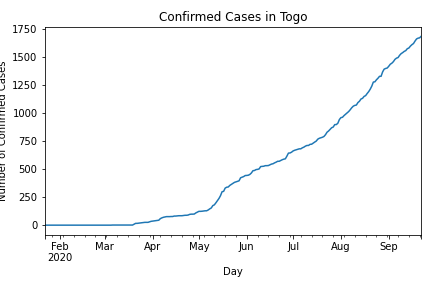 Confirmed Cases in Togo
Number of Confirmed Cases
1750
1500
1250
1000
750
500
250
0
Feb Mar Apr May Jun Jul Aug Sep
2020
Day